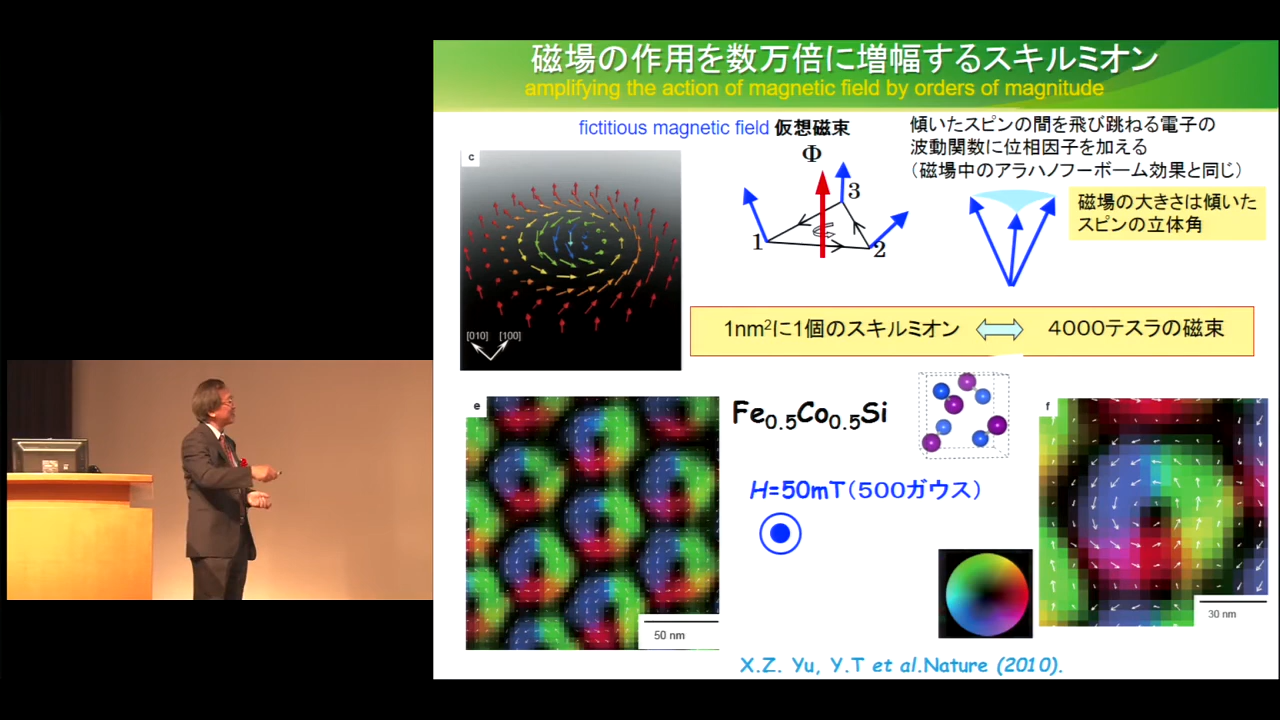 磁場の作用を数万倍に増幅するスキルミオン
amplifying the action of magnetic field by orders of magnitude
fictitious magnetic field 仮想磁束
傾いたスピンの間を飛び跳ねる電子の
波動関数に位相因子を加える
（磁場中のアラハノフーボーム効果と同じ）
c
[010] [100]
Φ
1
2
3
磁場の大きさは傾いた
スピンの立体角
1nm²に1個のスキルミオン
4000テスラの磁束
e
50 nm
Fe0.5Co0.5Si
H=50mT（500ガウス）
f
30 nm
X.Z. Yu, Y.T et al.Nature (2010).